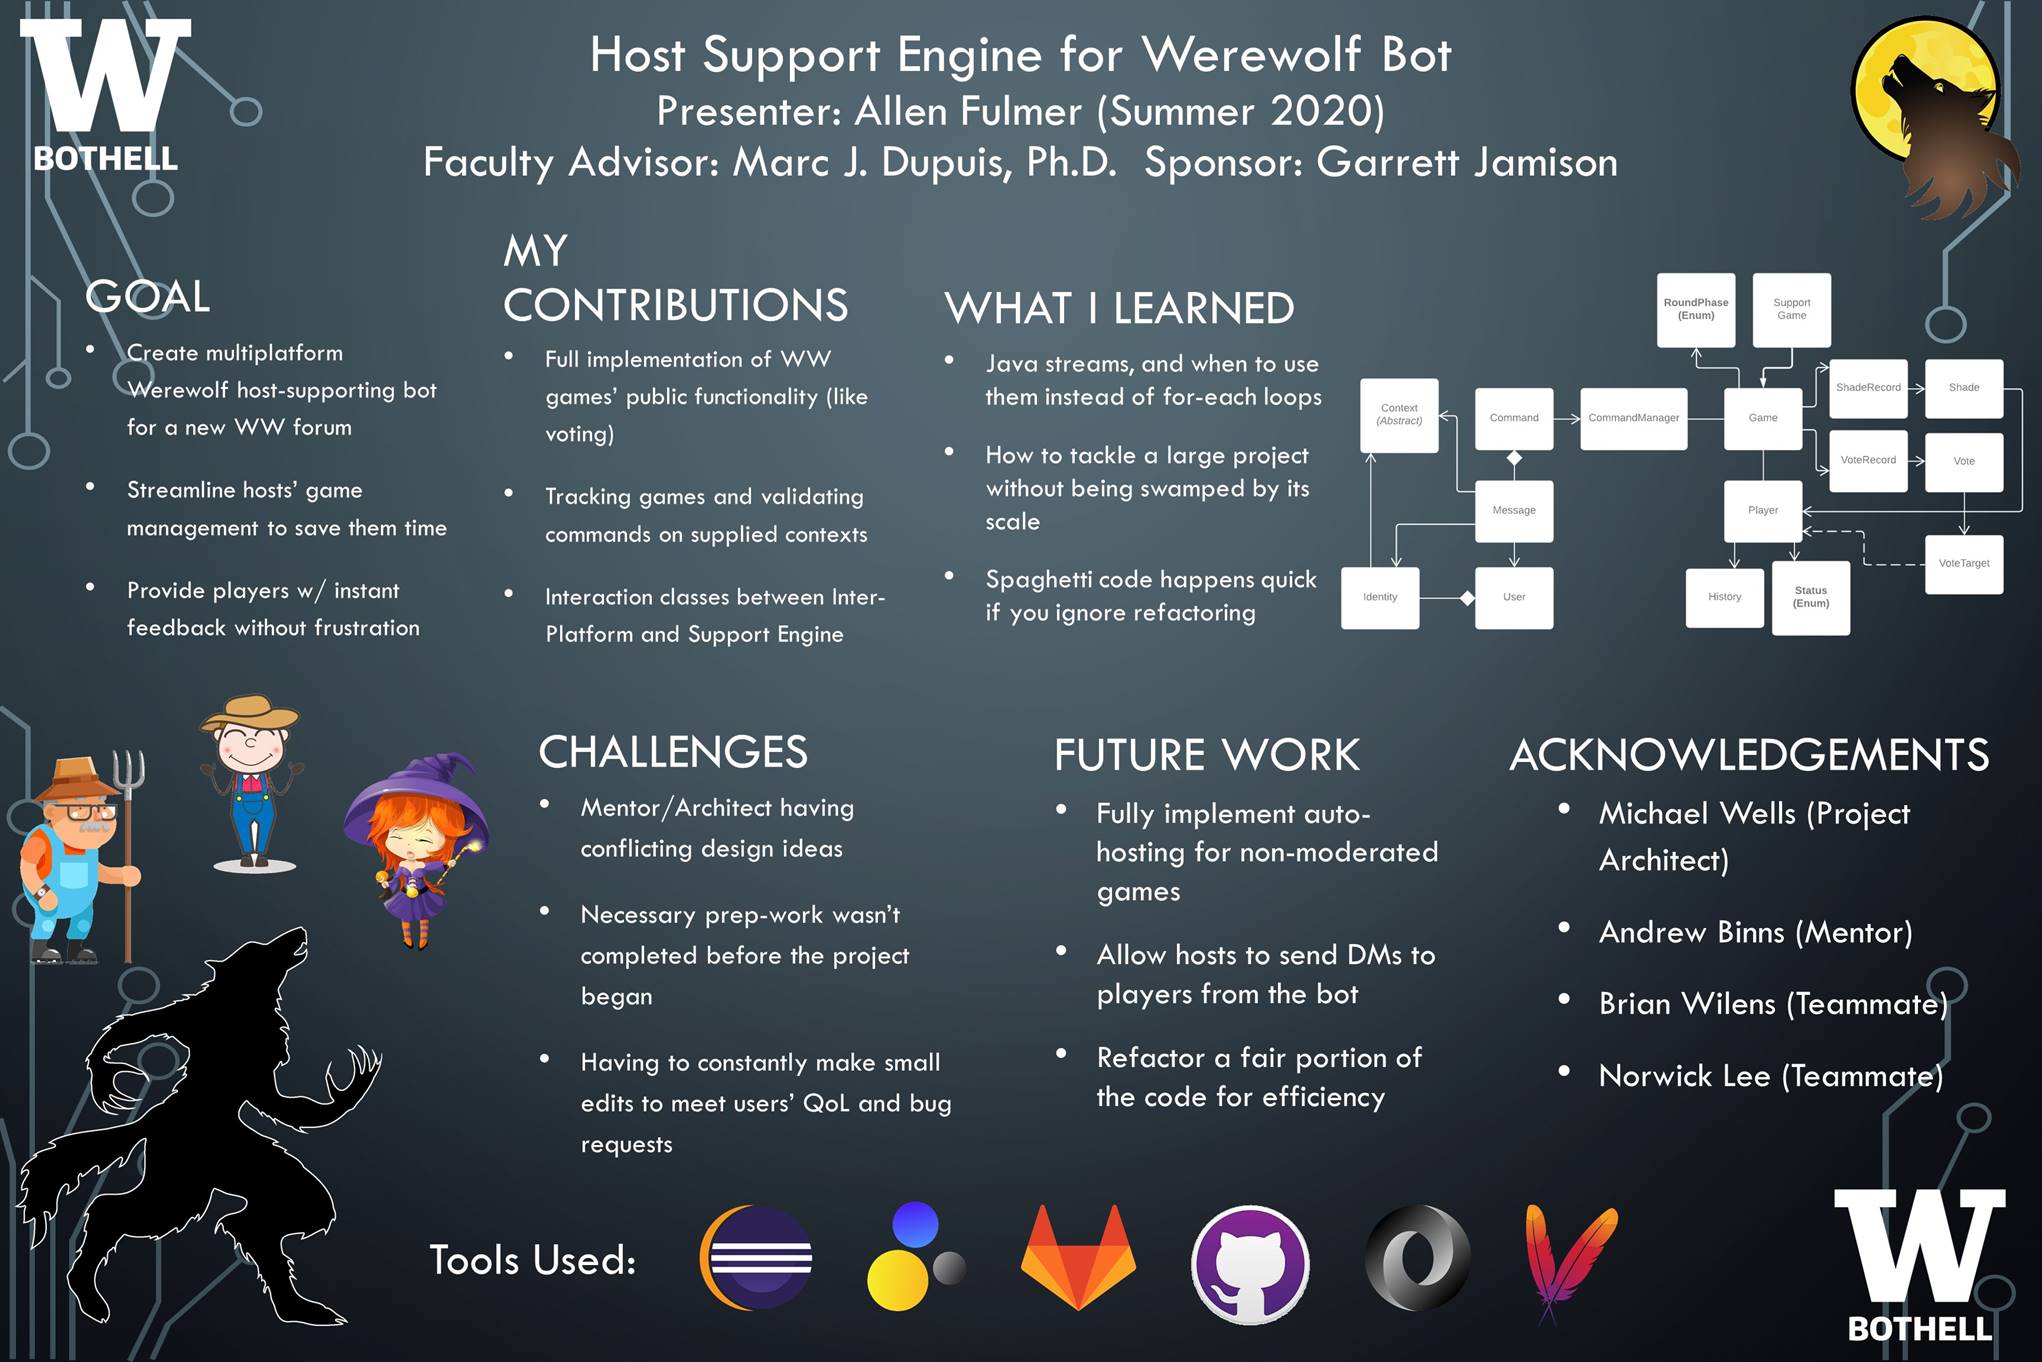 W
BOTHELL
Host Support Engine for Werewolf Bot
Presenter: Allen Fulmer (Summer 2020)
Faculty Advisor: Marc J. Dupuis, Ph.D. Sponsor: Garrett Jamison
GOAL
• Create multiplatform
Werewolf host-supporting bot
for a new WW forum
• Streamline hosts’ game
management to save them time
• Provide players w/ instant
feedback without frustration
MY
CONTRIBUTIONS
• Full implementation of WW
games’ public functionality (like
voting)
• Tracking games and validating
commands on supplied contexts
• Interaction classes between Inter-
Platform and Support Engine
WHAT I LEARNED
• Java streams, and when to use
them instead of for-each loops
• How to tackle a large project
without being swamped by its
scale
• Spaghetti code happens quick
if you ignore refactoring
RoundPhase
(Enum)
Support
Game
Context
(Abstract)
Command
CommandManager
Game
ShadeRecord
Shade
VoteRecord
Vote
Message
Player
VoteTarget
Identity
User
History
Status
(Enum)
CHALLENGES
• Mentor/Architect having
conflicting design ideas
• Necessary prep-work wasn’t
completed before the project
began
• Having to constantly make small
edits to meet users’ QoL and bug
requests
FUTURE WORK
• Fully implement auto-
hosting for non-moderated
games
• Allow hosts to send DMs to
players from the bot
• Refactor a fair portion of
the code for efficiency
ACKNOWLEDGEMENTS
• Michael Wells (Project
Architect)
• Andrew Binns (Mentor)
• Brian Wilens (Teammate)
• Norwick Lee (Teammate)
Tools Used:
W
BOTHELL